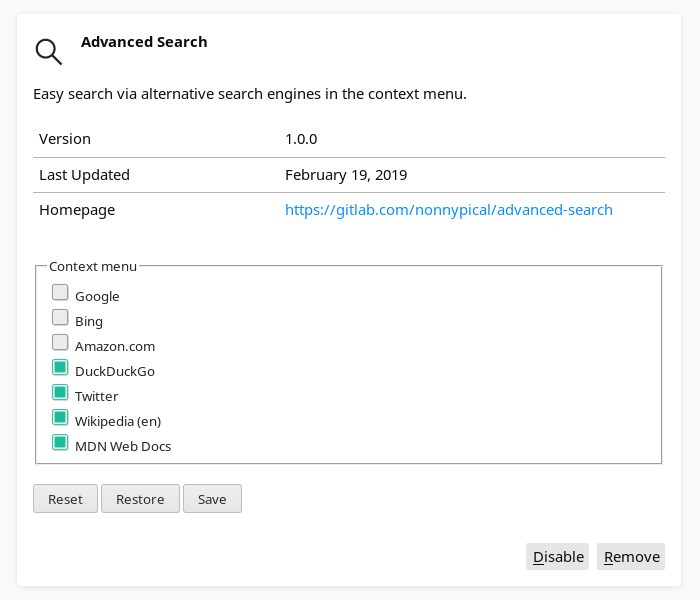 Advanced Search
Easy search via alternative search engines in the context menu.
Version 1.0.0
Last Updated February 19, 2019
Homepage https://gitlab.com/nonnypical/advanced-search
Context menu
Google
Bing
Amazon.com
DuckDuckGo
Twitter
Wikipedia (en)
MDN Web Docs
Reset Restore Save
Disable Remove